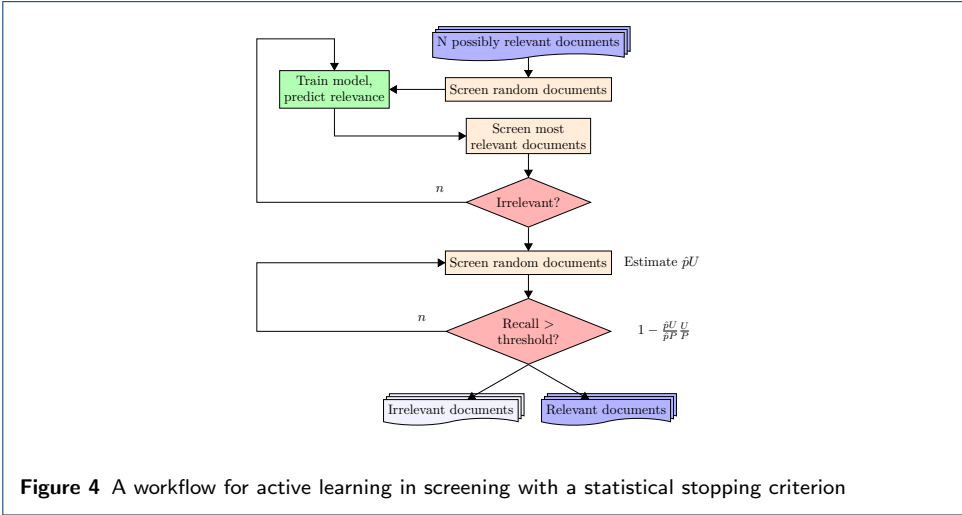 N possibly relevant documents
Train model,
predict relevance
Screen random documents
Screen most
relevant documents
n
Irrelevant?
Screen random documents
Estimate p̂U
n
Recall >
threshold?
1 − p̂U/p̂P U/P
Irrelevant documents
Relevant documents
Figure 4 A workflow for active learning in screening with a statistical stopping criterion